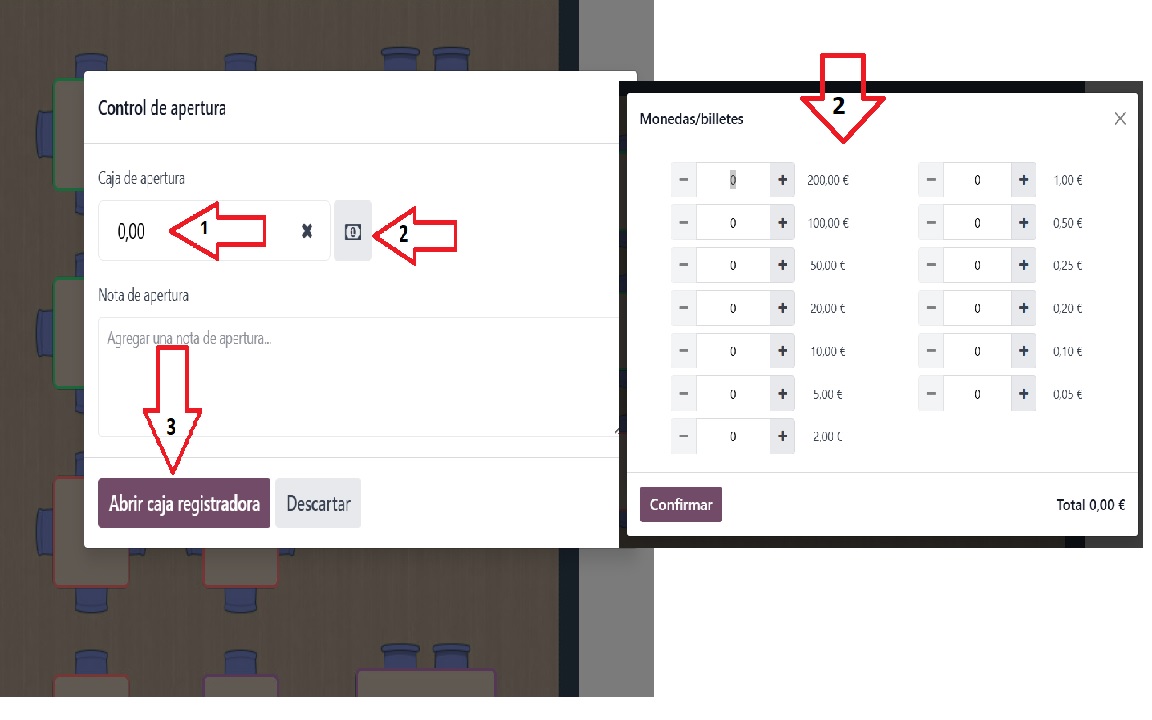 Control de apertura
Caja de apertura
0,00
1
2
Nota de apertura
Agregar una nota de apertura...
3
Abrir caja registradora
Descartar
2
Monedas/billetes
− 0 + 200,00 €
− 0 + 1,00 €
− 0 + 100,00 €
− 0 + 0,50 €
− 0 + 50,00 €
− 0 + 0,25 €
− 0 + 20,00 €
− 0 + 0,20 €
− 0 + 10,00 €
− 0 + 0,10 €
− 0 + 5,00 €
− 0 + 0,05 €
− 0 + 2,00 €
Confirmar
Total 0,00 €